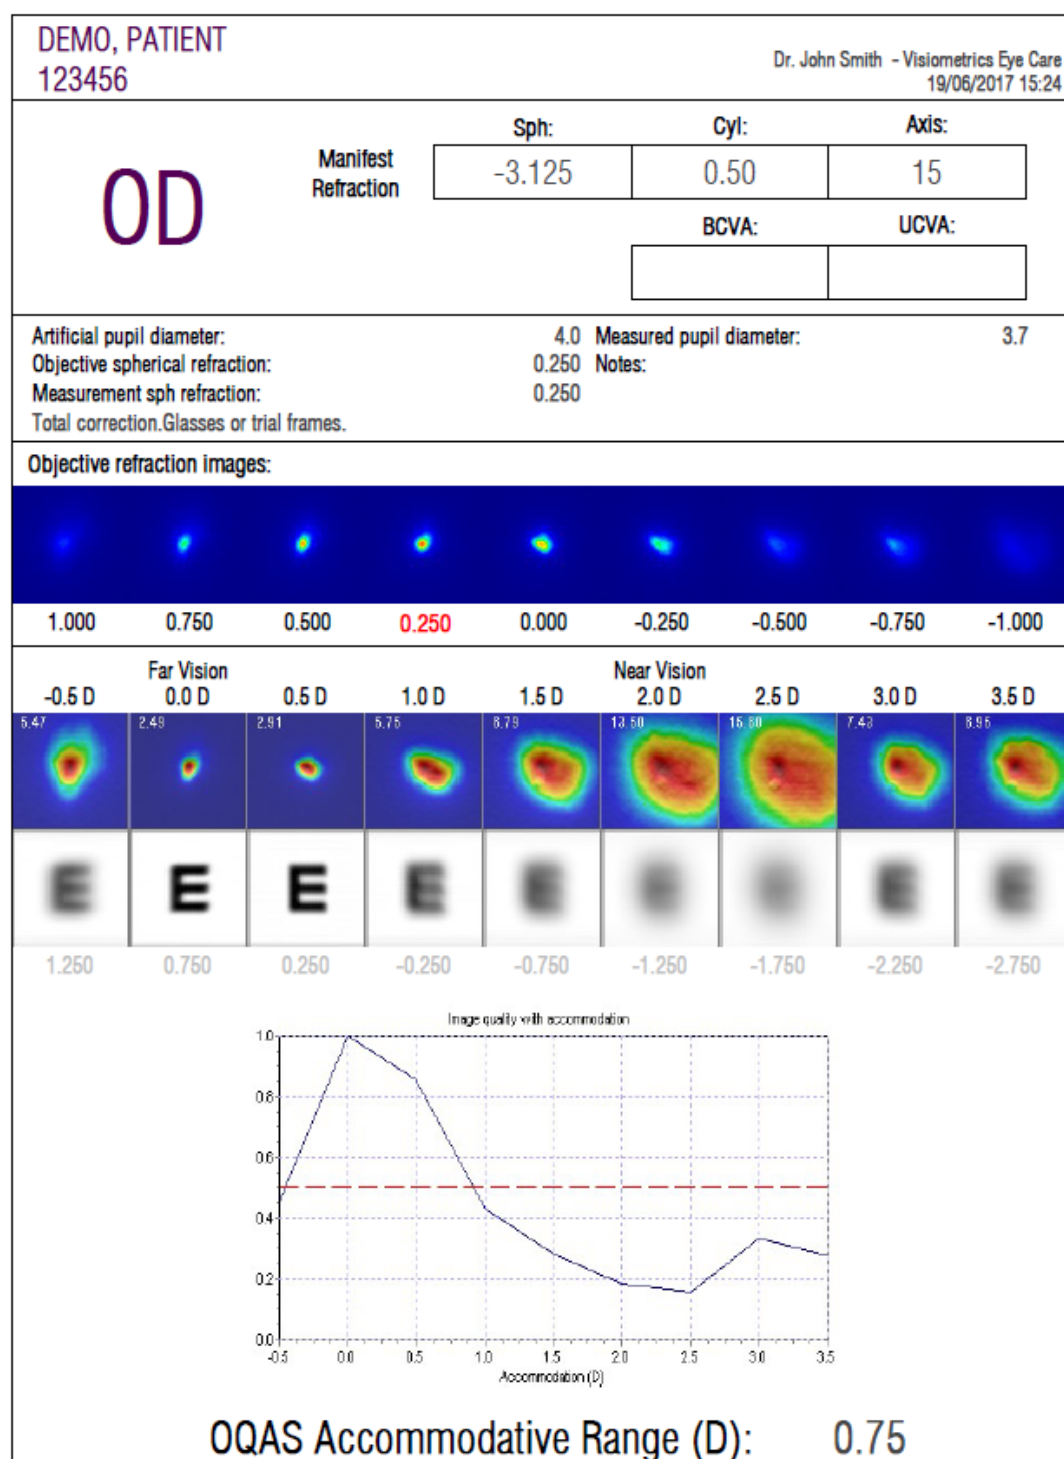 DEMO, PATIENT
123456
Dr. John Smith - Visiometrics Eye Care
19/06/2017 15:24
OD
Manifest Refraction
Sph: Cyl: Axis:
-3.125 0.50 15
BCVA: UCVA:
Artificial pupil diameter: 4.0 Measured pupil diameter: 3.7
Objective spherical refraction: 0.250 Notes:
Measurement sph refraction: 0.250
Total correction.Glasses or trial frames.
Objective refraction images:
1.000 0.750 0.500 0.250 0.000 -0.250 -0.500 -0.750 -1.000
Far Vision Near Vision
-0.5 D 0.0 D 0.5 D 1.0 D 1.5 D 2.0 D 2.5 D 3.0 D 3.5 D
5.47 2.49 2.91 5.75 8.79 13.50 15.80 7.43 8.95
E E E E E E E
1.250 0.750 0.250 -0.250 -0.750 -1.250 -1.750 -2.250 -2.750
Image quality with accommodation
1.0
0.8
0.6
0.4
0.2
0.0
-0.5 0.0 0.5 1.0 1.5 2.0 2.5 3.0 3.5
Accommodation (D)
OQAS Accommodative Range (D): 0.75